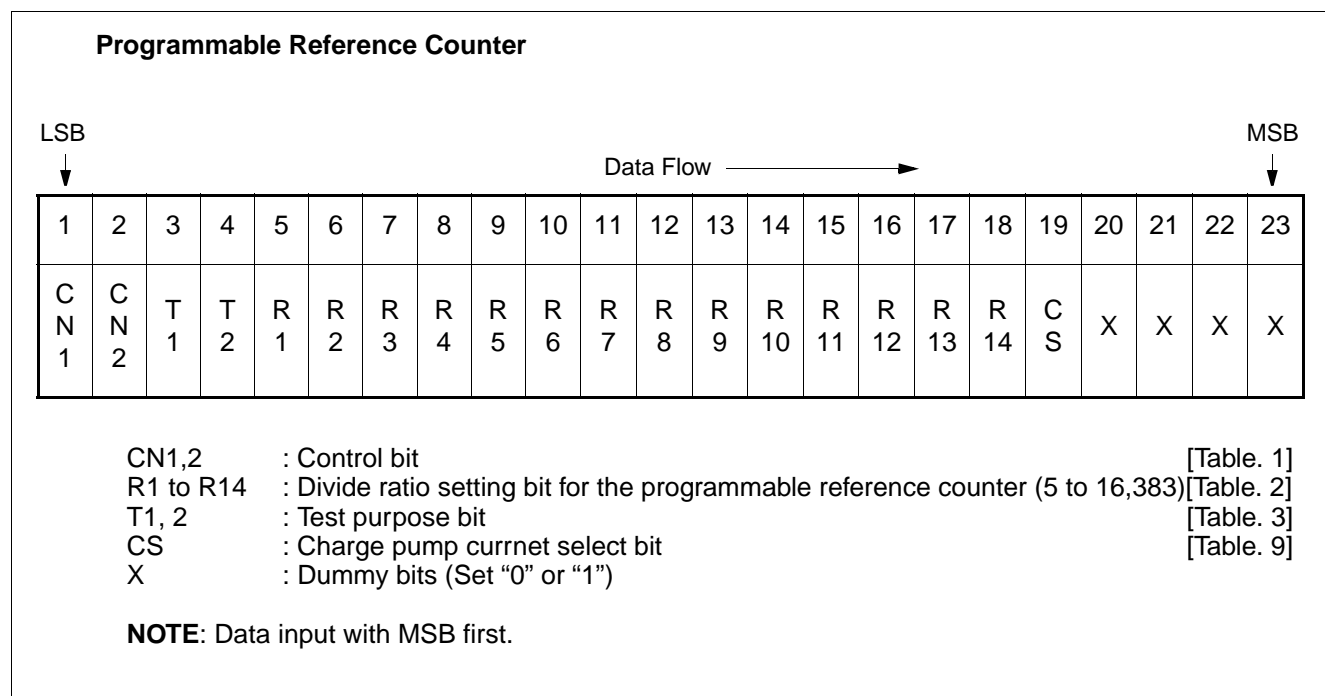 Programmable Reference Counter
LSB MSB
Data Flow
1 2 3 4 5 6 7 8 9 10 11 12 13 14 15 16 17 18 19 20 21 22 23
CN1 CN2 T1 T2 R1 R2 R3 R4 R5 R6 R7 R8 R9 R10 R11 R12 R13 R14 CS X X X X
CN1,2 : Control bit [Table. 1]
R1 to R14 : Divide ratio setting bit for the programmable reference counter (5 to 16,383)[Table. 2]
T1, 2 : Test purpose bit [Table. 3]
CS : Charge pump currnet select bit [Table. 9]
X : Dummy bits (Set “0” or “1”)
NOTE: Data input with MSB first.